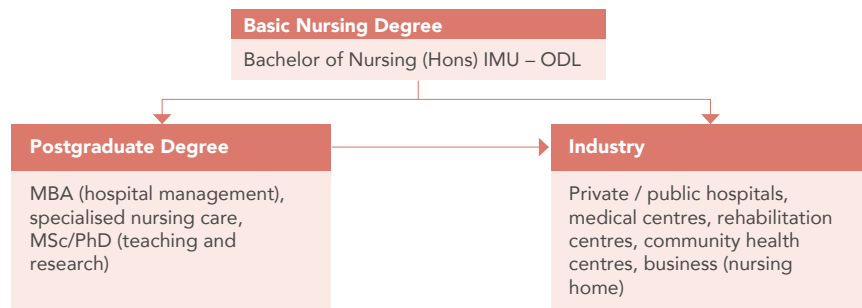 Basic Nursing Degree
Bachelor of Nursing (Hons) IMU – ODL
Postgraduate Degree
MBA (hospital management),
specialised nursing care,
MSc/PhD (teaching and
research)
Industry
Private / public hospitals,
medical centres, rehabilitation
centres, community health
centres, business (nursing
home)